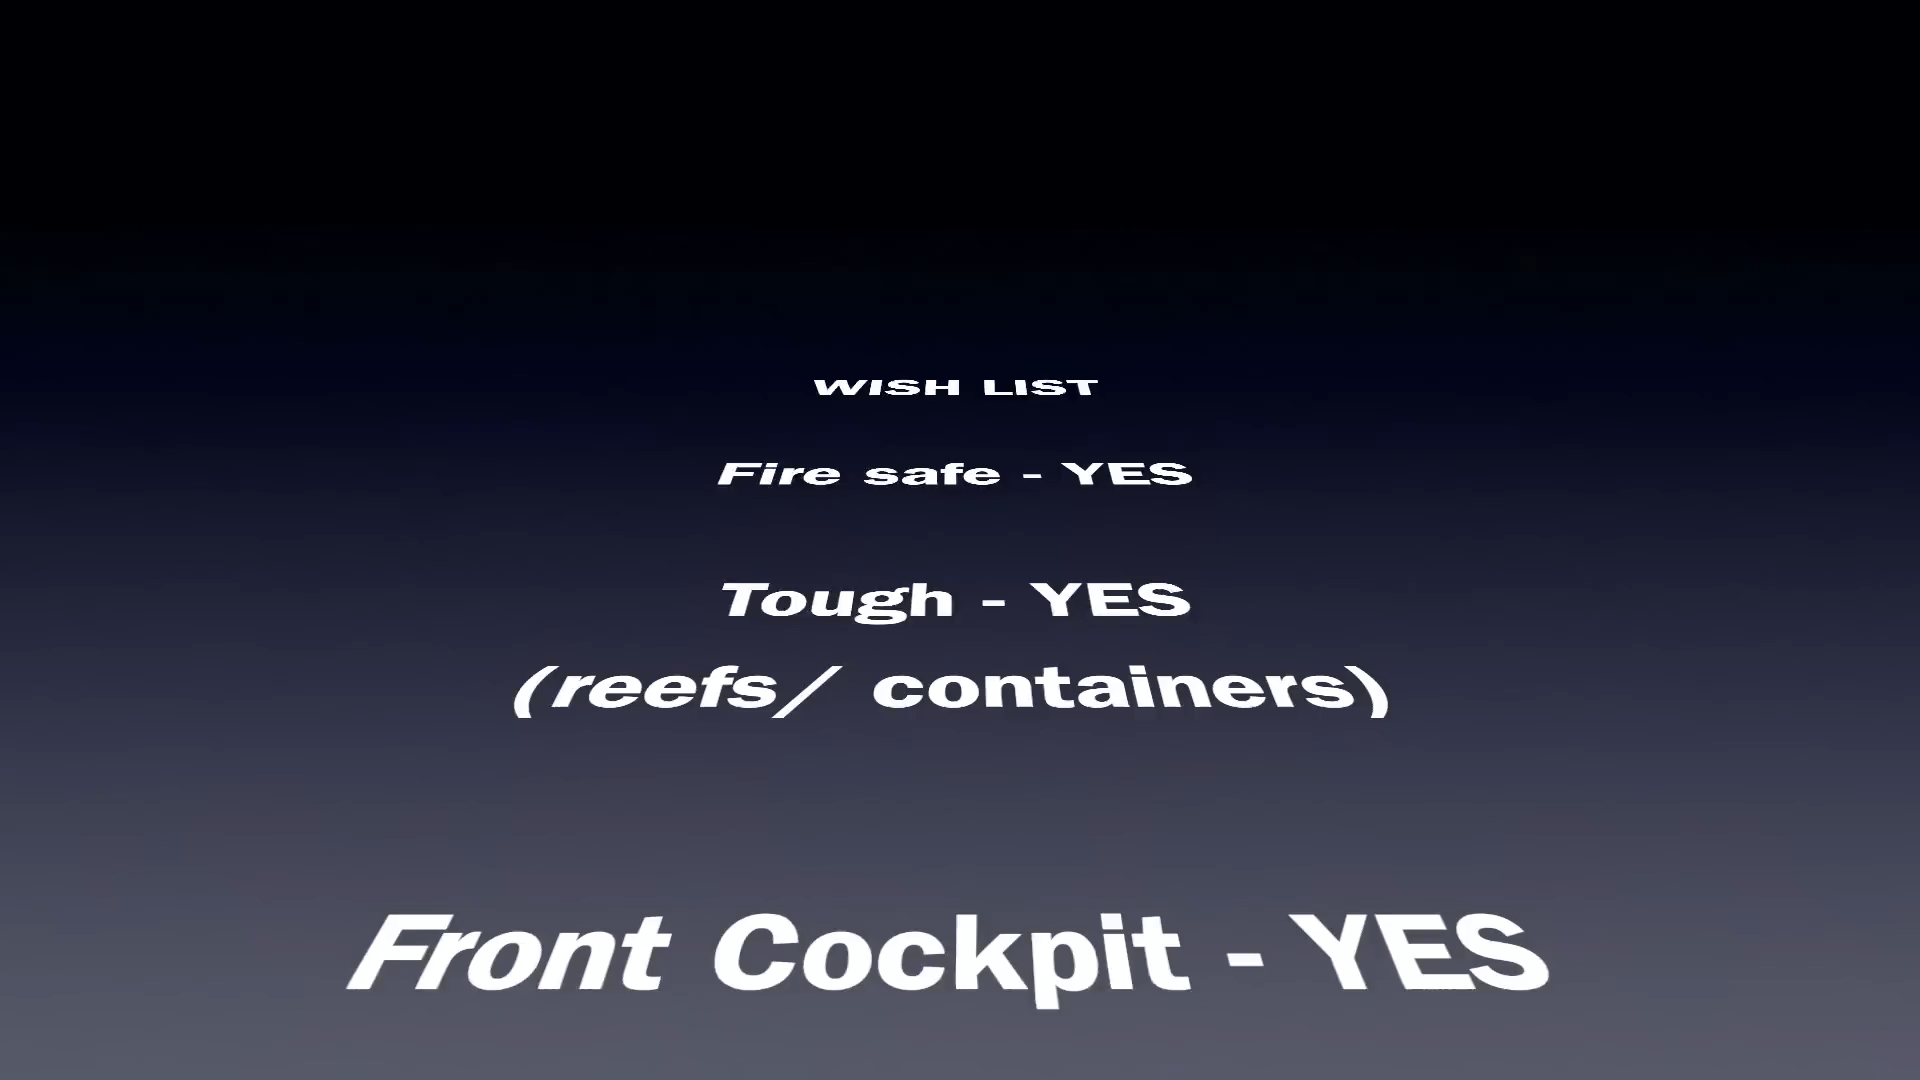 WISH LIST
Fire safe - YES
Tough - YES
(reefs/ containers)
Front Cockpit - YES